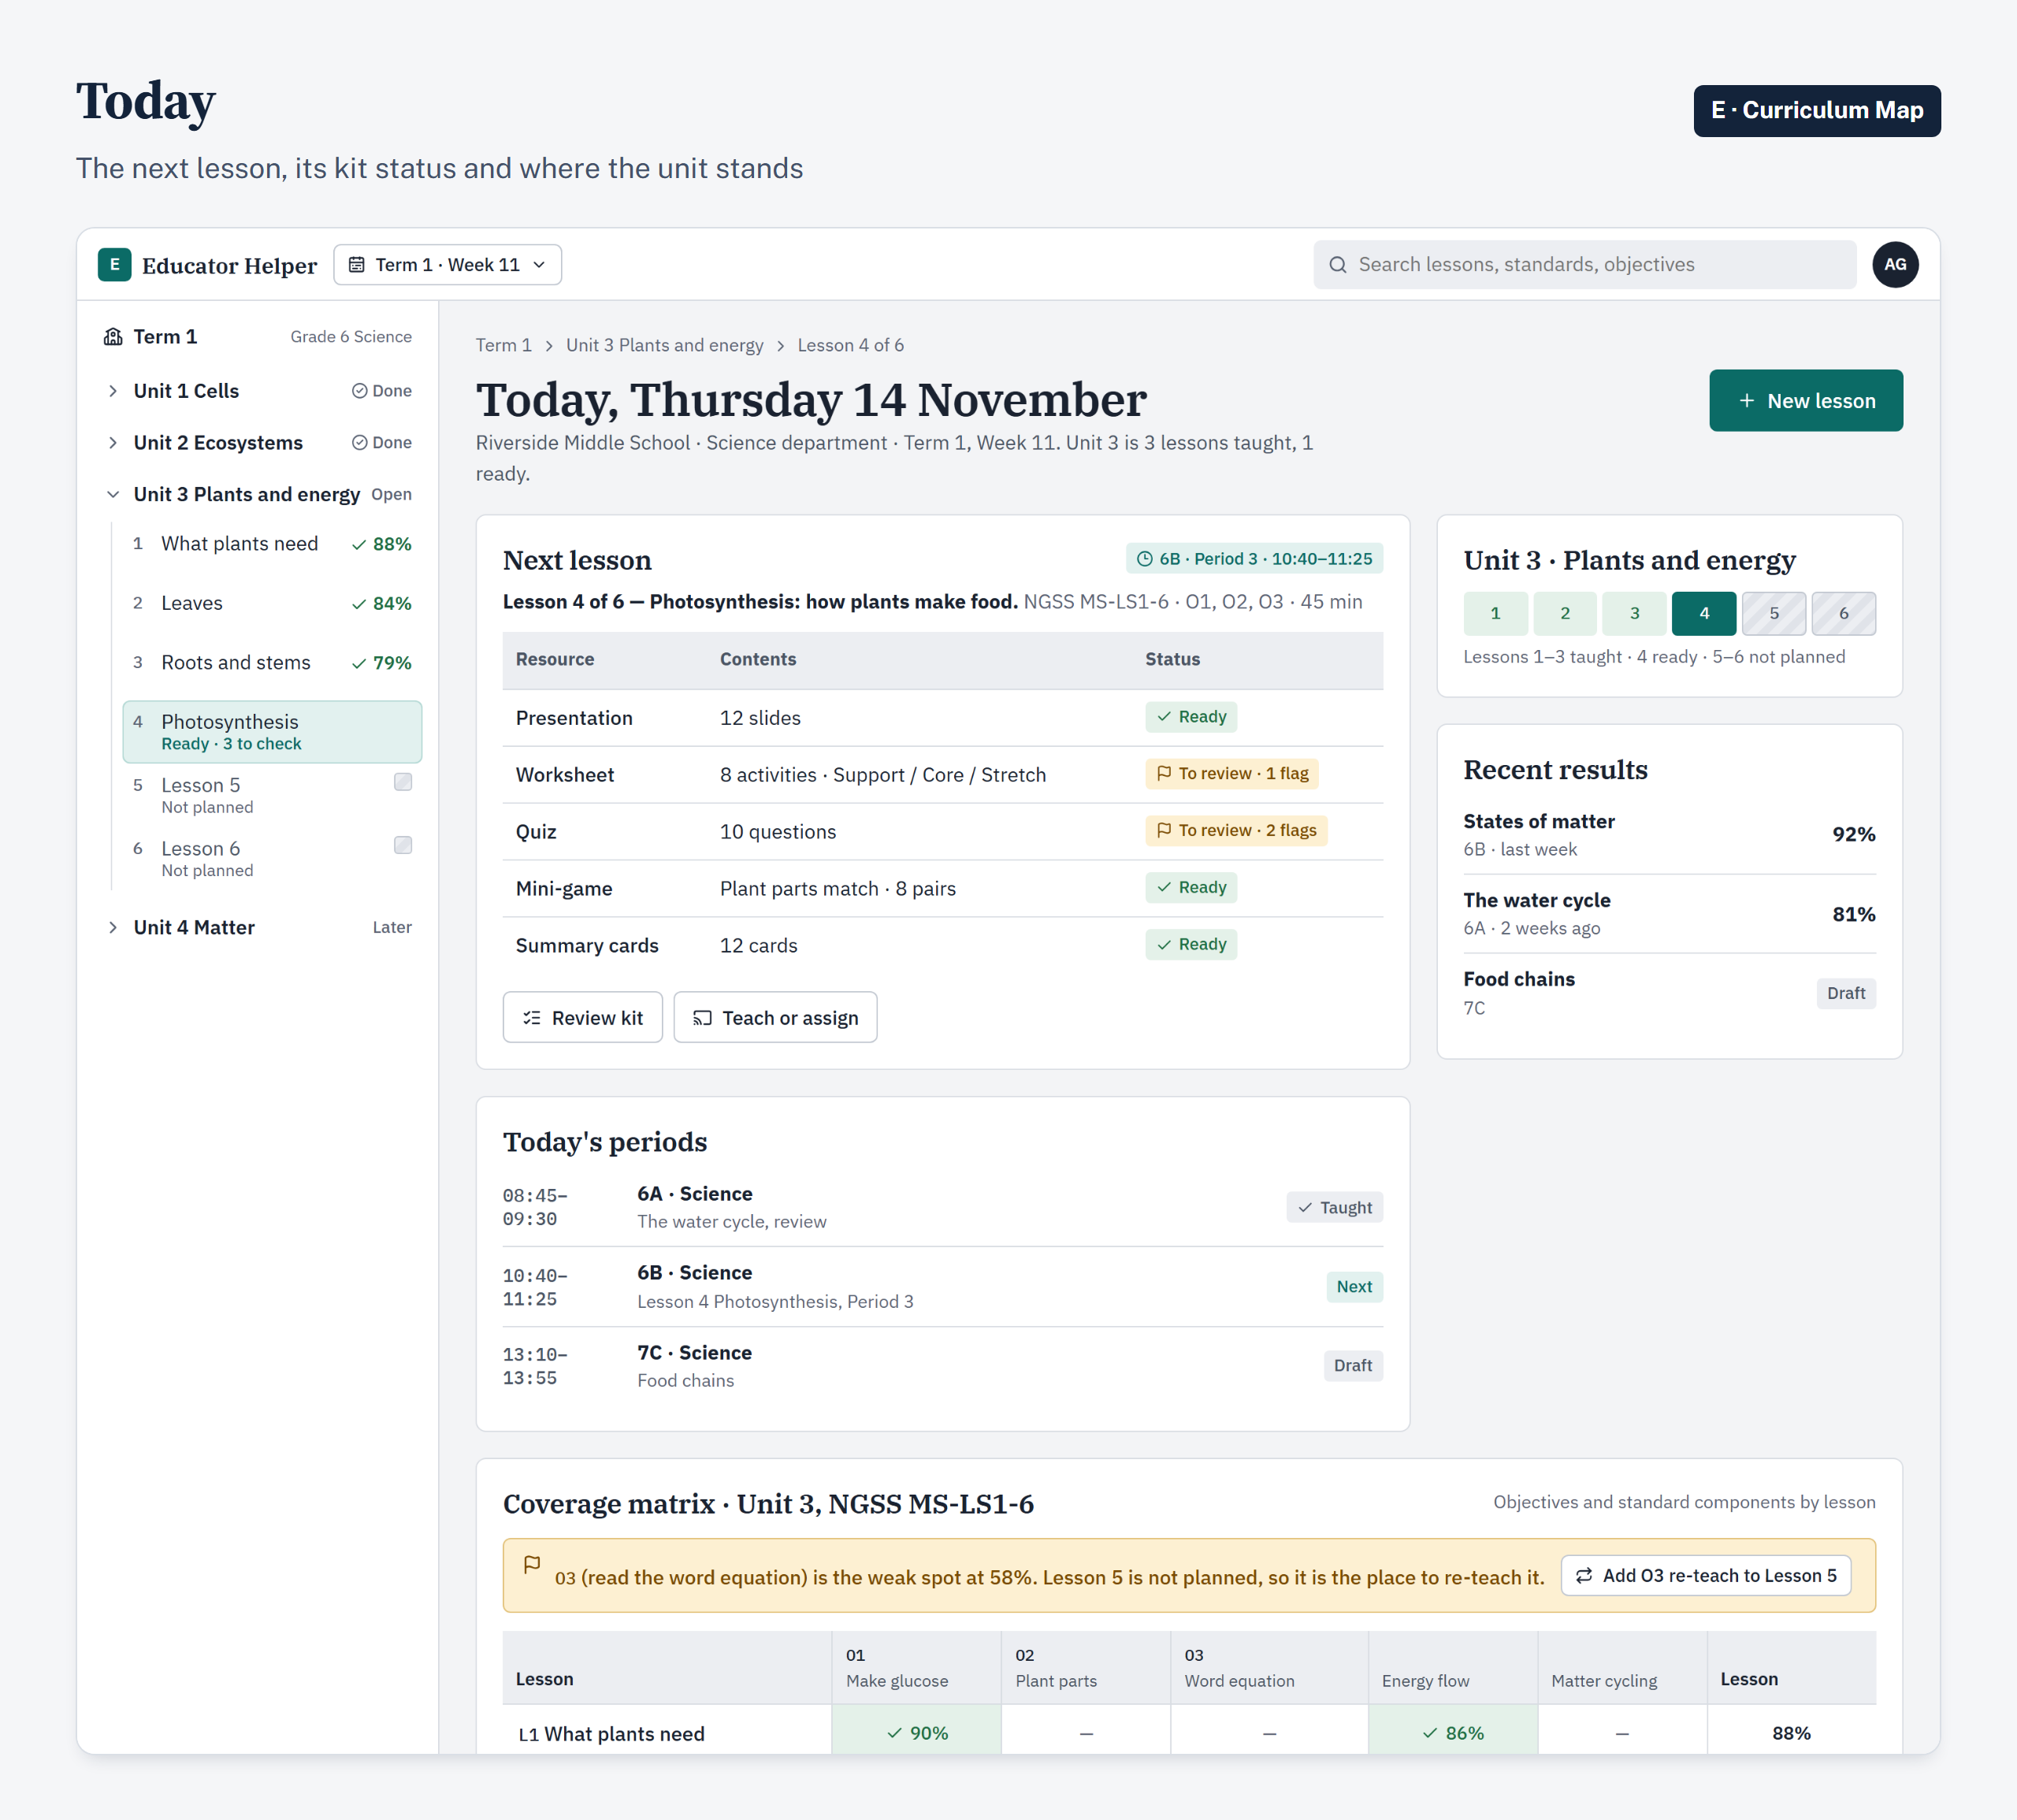 Today
E · Curriculum Map
The next lesson, its kit status and where the unit stands
E
Educator Helper
Term 1 · Week 11
Search lessons, standards, objectives
AG
Term 1
Grade 6 Science
Unit 1 Cells
Done
Unit 2 Ecosystems
Done
Unit 3 Plants and energy
Open
1 What plants need 88%
2 Leaves 84%
3 Roots and stems 79%
4 Photosynthesis
Ready · 3 to check
5 Lesson 5
Not planned
6 Lesson 6
Not planned
Unit 4 Matter
Later
Term 1 > Unit 3 Plants and energy > Lesson 4 of 6
Today, Thursday 14 November
New lesson
Riverside Middle School · Science department · Term 1, Week 11. Unit 3 is 3 lessons taught, 1
ready.
Next lesson
6B · Period 3 · 10:40–11:25
Lesson 4 of 6 — Photosynthesis: how plants make food. NGSS MS-LS1-6 · O1, O2, O3 · 45 min
Resource Contents Status
Presentation 12 slides Ready
Worksheet 8 activities · Support / Core / Stretch To review · 1 flag
Quiz 10 questions To review · 2 flags
Mini-game Plant parts match · 8 pairs Ready
Summary cards 12 cards Ready
Review kit
Teach or assign
Unit 3 · Plants and energy
1 2 3 4 5 6
Lessons 1–3 taught · 4 ready · 5–6 not planned
Recent results
States of matter
6B · last week
92%
The water cycle
6A · 2 weeks ago
81%
Food chains
7C
Draft
Today's periods
08:45–
09:30
6A · Science
The water cycle, review
Taught
10:40–
11:25
6B · Science
Lesson 4 Photosynthesis, Period 3
Next
13:10–
13:55
7C · Science
Food chains
Draft
Coverage matrix · Unit 3, NGSS MS-LS1-6
Objectives and standard components by lesson
O3 (read the word equation) is the weak spot at 58%. Lesson 5 is not planned, so it is the place to re-teach it.
Add O3 re-teach to Lesson 5
O1 O2 O3
Lesson Make glucose Plant parts Word equation Energy flow Matter cycling Lesson
L1 What plants need 90% — — 86% — 88%